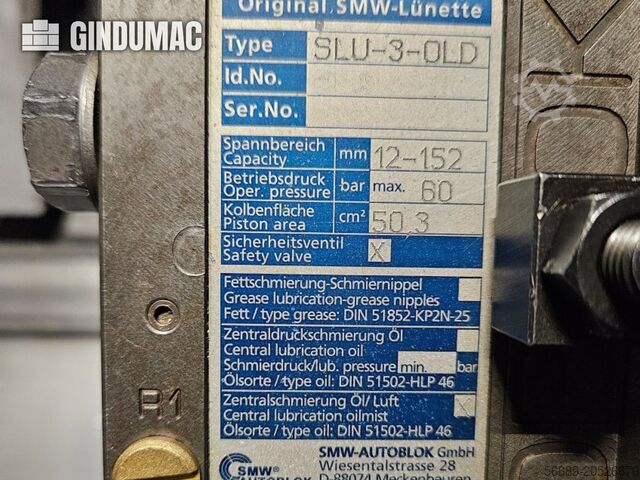 GINDUMAC
Original SMW-Lünette
Type SLU-3-OLD
Id.No.
Ser.No.
Spannbereich
Capacity mm 12-152
Betriebsdruck
Oper. pressure bar max. 60
Kolbenfläche
Piston area cm² 50,3
Sicherheitsventil
Safety valve X
Fettschmierung-Schmiernippel
Grease lubrication-grease nipples
Fett / type grease: DIN 51852-KP2N-25
Zentraldruckschmierung Öl
Central lubrication oil
Schmierdruck/lub. pressure min. bar
Ölsorte / type oil: DIN 51502-HLP 46
Zentralschmierung Öl/ Luft
Central lubrication oilmist
Ölsorte / type oil: DIN 51502-HLP 46
R1
SMW®
AUTOBLOK
SMW-AUTOBLOK GmbH
Wiesentalstrasse 28
D-88074 Meckenbeuren